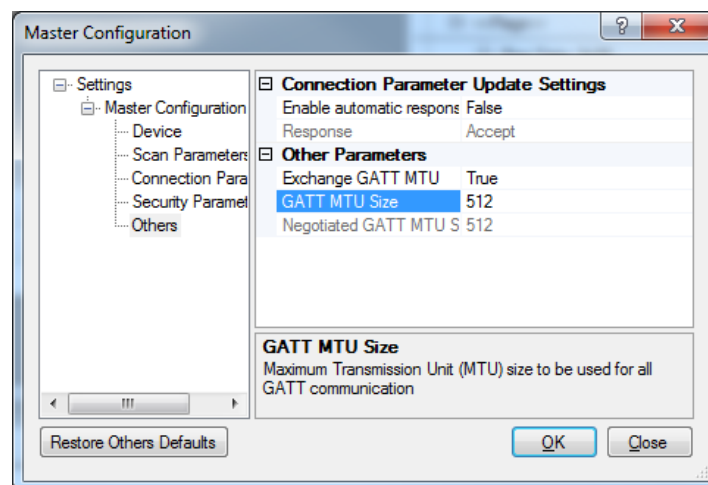 Master Configuration
Settings
Master Configuration
Device
Scan Parameters
Connection Para
Security Paramet
Others
Connection Parameter Update Settings
Enable automatic respons False
Response Accept
Other Parameters
Exchange GATT MTU True
GATT MTU Size 512
Negotiated GATT MTU S 512
GATT MTU Size
Maximum Transmission Unit (MTU) size to be used for all
GATT communication
Restore Others Defaults
OK
Close